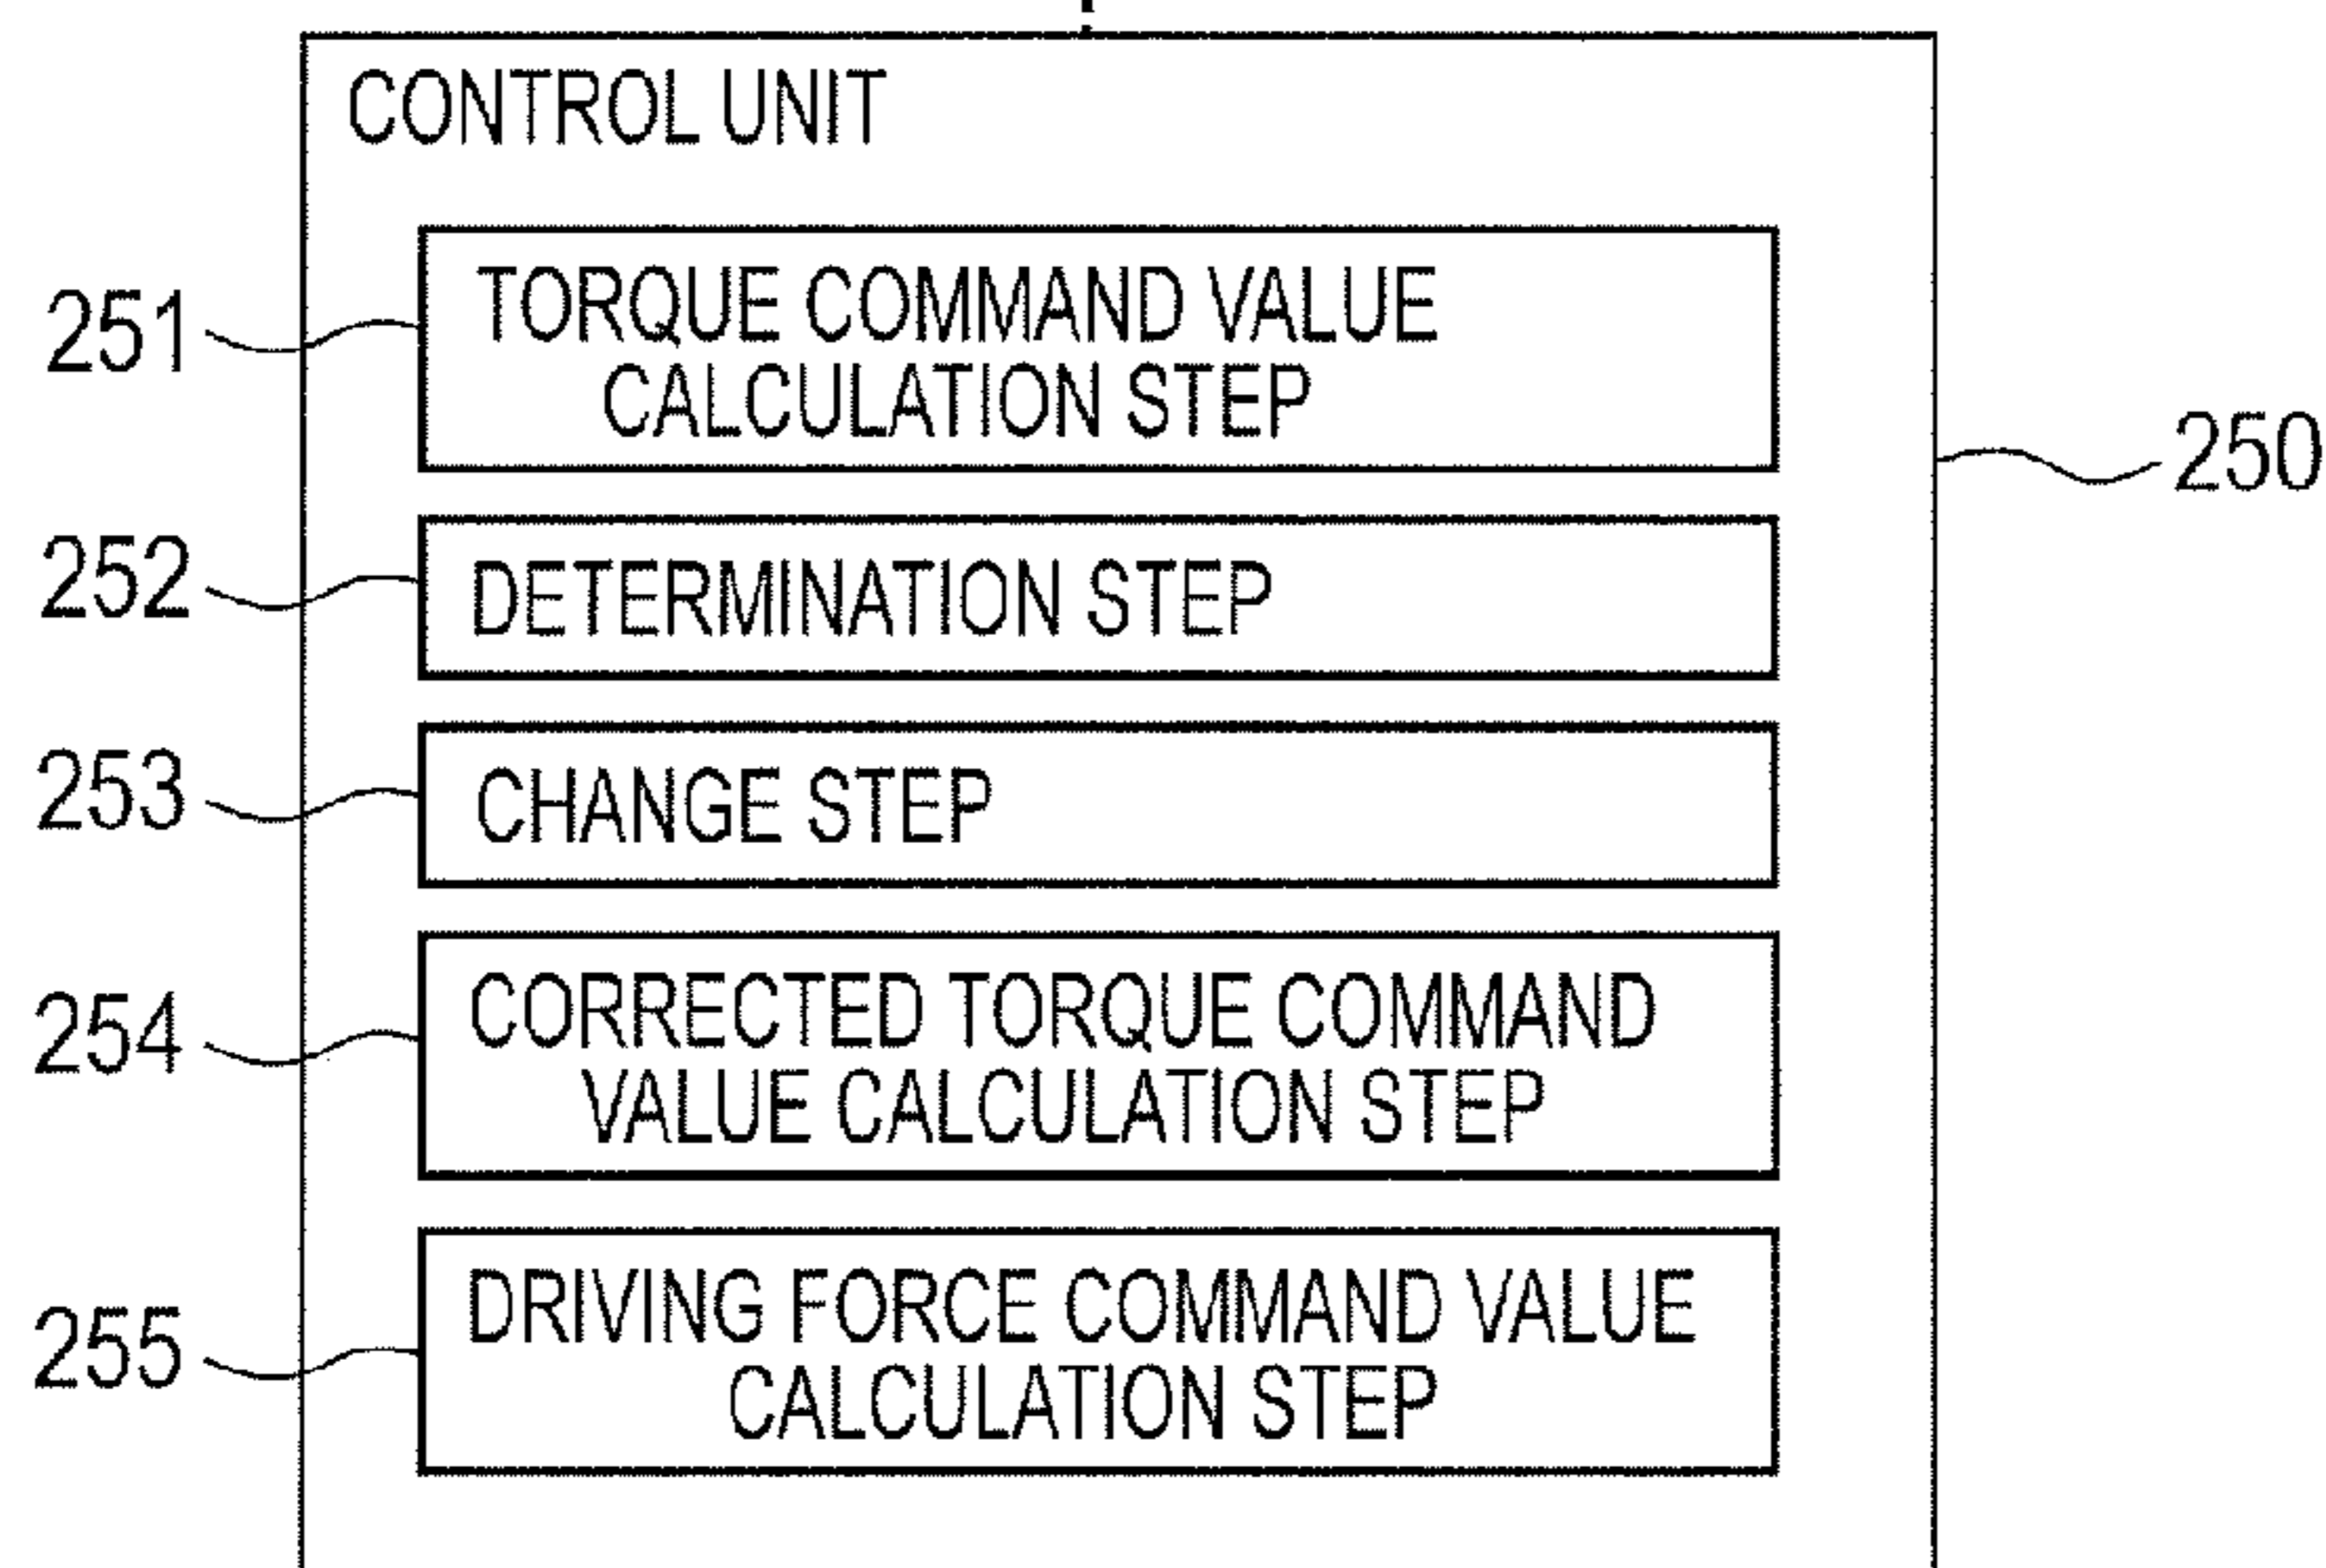 CONTROL UNIT
251
TORQUE COMMAND VALUE
CALCULATION STEP
250
252
DETERMINATION STEP
253
CHANGE STEP
254
CORRECTED TORQUE COMMAND
VALUE CALCULATION STEP
255
DRIVING FORCE COMMAND VALUE
CALCULATION STEP